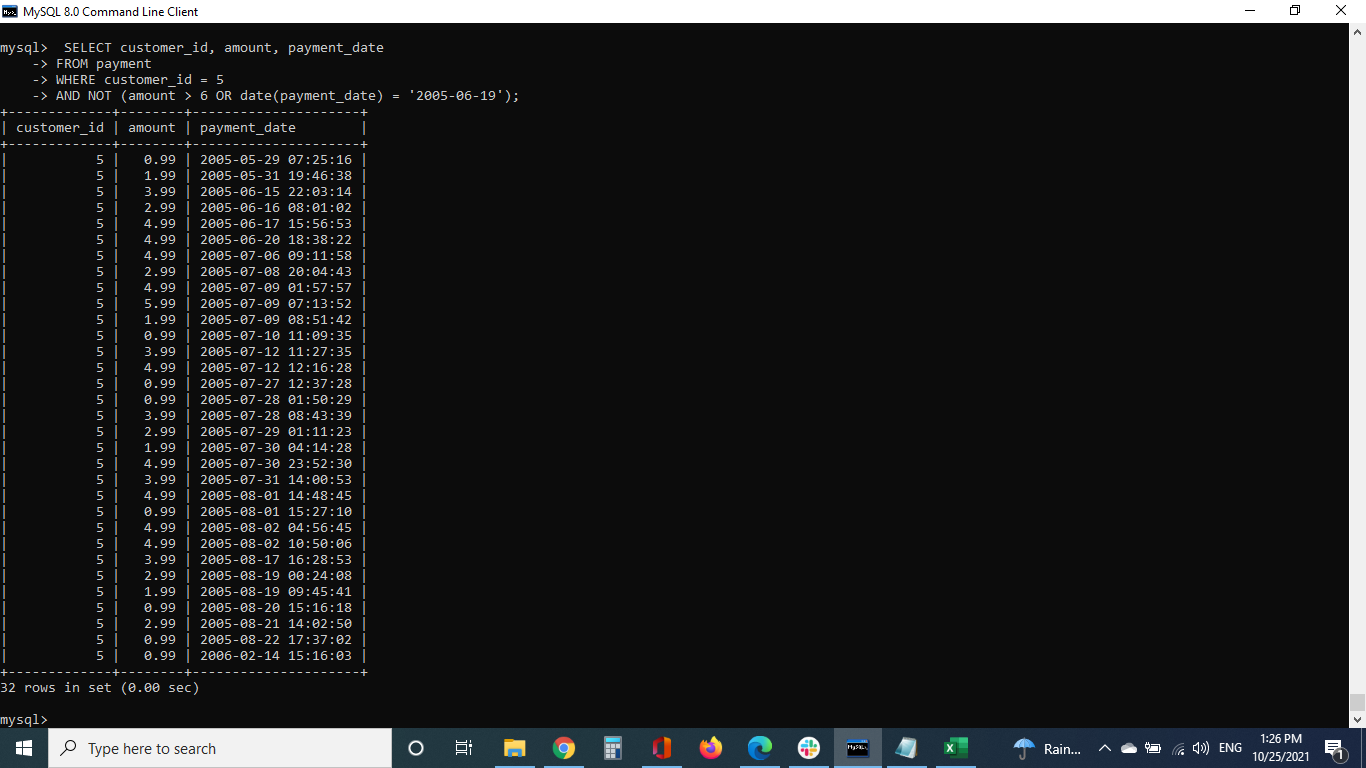 MySQL 8.0 Command Line Client
mysql>  SELECT customer_id, amount, payment_date
    -> FROM payment
    -> WHERE customer_id = 5
    -> AND NOT (amount > 6 OR date(payment_date) = '2005-06-19');
+-------------+--------+---------------------+
| customer_id | amount | payment_date        |
+-------------+--------+---------------------+
|           5 |   0.99 | 2005-05-29 07:25:16 |
|           5 |   1.99 | 2005-05-31 19:46:38 |
|           5 |   3.99 | 2005-06-15 22:03:14 |
|           5 |   2.99 | 2005-06-16 08:01:02 |
|           5 |   4.99 | 2005-06-17 15:56:53 |
|           5 |   4.99 | 2005-06-20 18:38:22 |
|           5 |   4.99 | 2005-07-06 09:11:58 |
|           5 |   2.99 | 2005-07-08 20:04:43 |
|           5 |   4.99 | 2005-07-09 01:57:57 |
|           5 |   5.99 | 2005-07-09 07:13:52 |
|           5 |   1.99 | 2005-07-09 08:51:42 |
|           5 |   0.99 | 2005-07-10 11:09:35 |
|           5 |   3.99 | 2005-07-12 11:27:35 |
|           5 |   4.99 | 2005-07-12 12:16:28 |
|           5 |   0.99 | 2005-07-27 12:37:28 |
|           5 |   0.99 | 2005-07-28 01:50:29 |
|           5 |   3.99 | 2005-07-28 08:43:39 |
|           5 |   2.99 | 2005-07-29 01:11:23 |
|           5 |   1.99 | 2005-07-30 04:14:28 |
|           5 |   4.99 | 2005-07-30 23:52:30 |
|           5 |   3.99 | 2005-07-31 14:00:53 |
|           5 |   4.99 | 2005-08-01 14:48:45 |
|           5 |   0.99 | 2005-08-01 15:27:10 |
|           5 |   4.99 | 2005-08-02 04:56:45 |
|           5 |   4.99 | 2005-08-02 10:50:06 |
|           5 |   3.99 | 2005-08-17 16:28:53 |
|           5 |   2.99 | 2005-08-19 00:24:08 |
|           5 |   1.99 | 2005-08-19 09:45:41 |
|           5 |   0.99 | 2005-08-20 15:16:18 |
|           5 |   2.99 | 2005-08-21 14:02:50 |
|           5 |   0.99 | 2005-08-22 17:37:02 |
|           5 |   0.99 | 2006-02-14 15:16:03 |
+-------------+--------+---------------------+
32 rows in set (0.00 sec)
mysql>
Type here to search
MySQL
Rain...
ENG
1:26 PM
10/25/2021
1